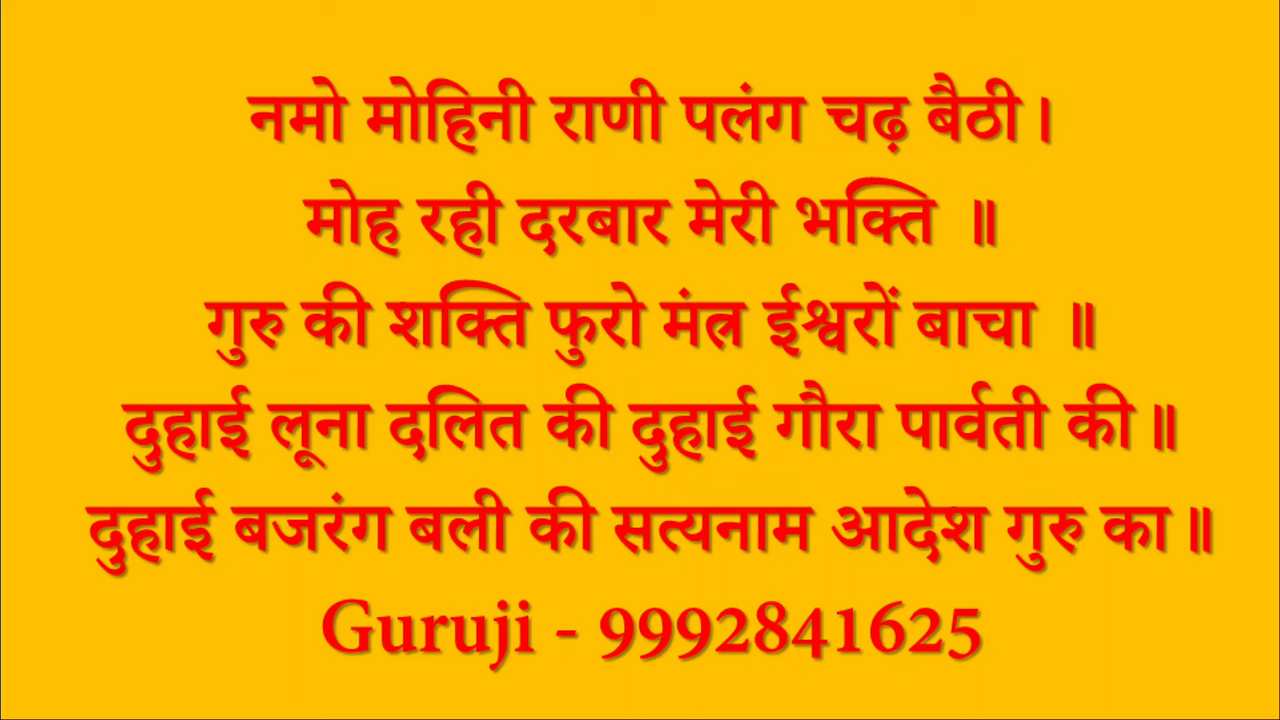 नमो मोहिनी राणी पलंग चढ़ बैठी।
मोह रही दरबार मेरी भक्ति ॥
गुरु की शक्ति फुरो मंत्र ईश्वरों बाचा ॥
दुहाई लूना दलित की दुहाई गौरा पार्वती की॥
दुहाई बजरंग बली की सत्यनाम आदेश गुरु का॥
Guruji - 9992841625